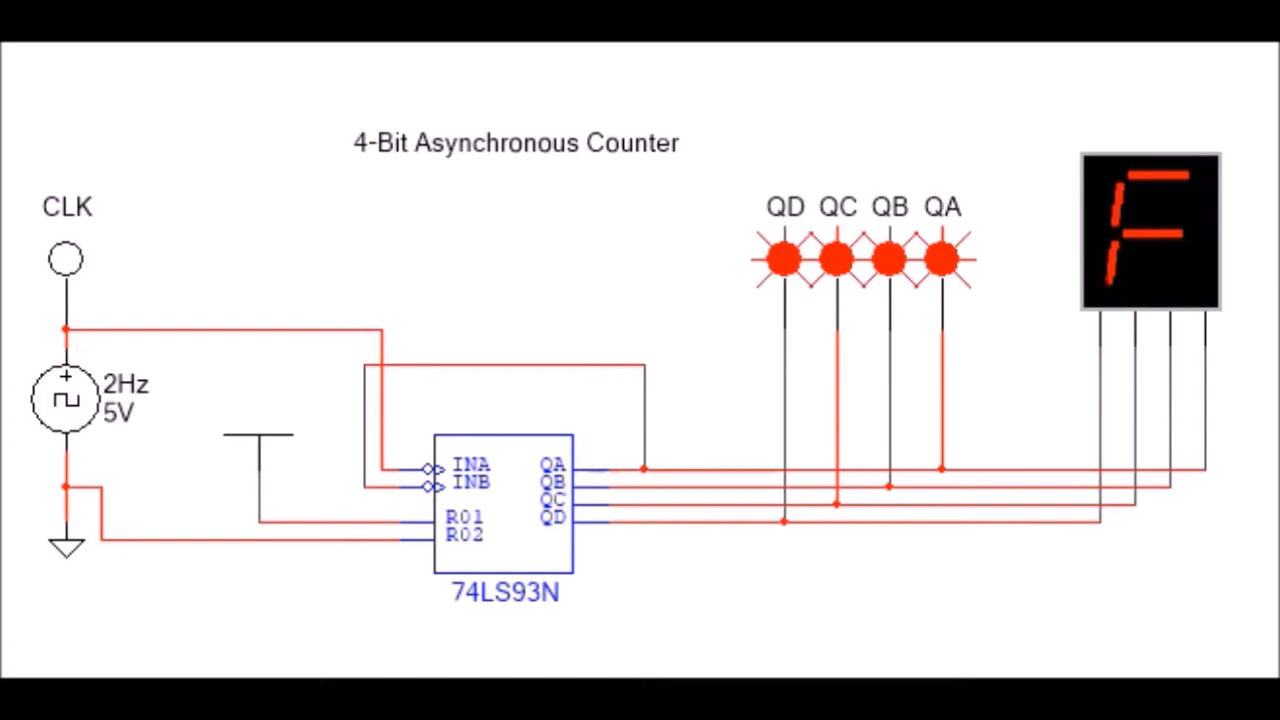 4-Bit Asynchronous Counter
CLK
QD QC QB QA
F
2Hz
5V
INA QA
INB QB
QC
R01 QD
R02
74LS93N